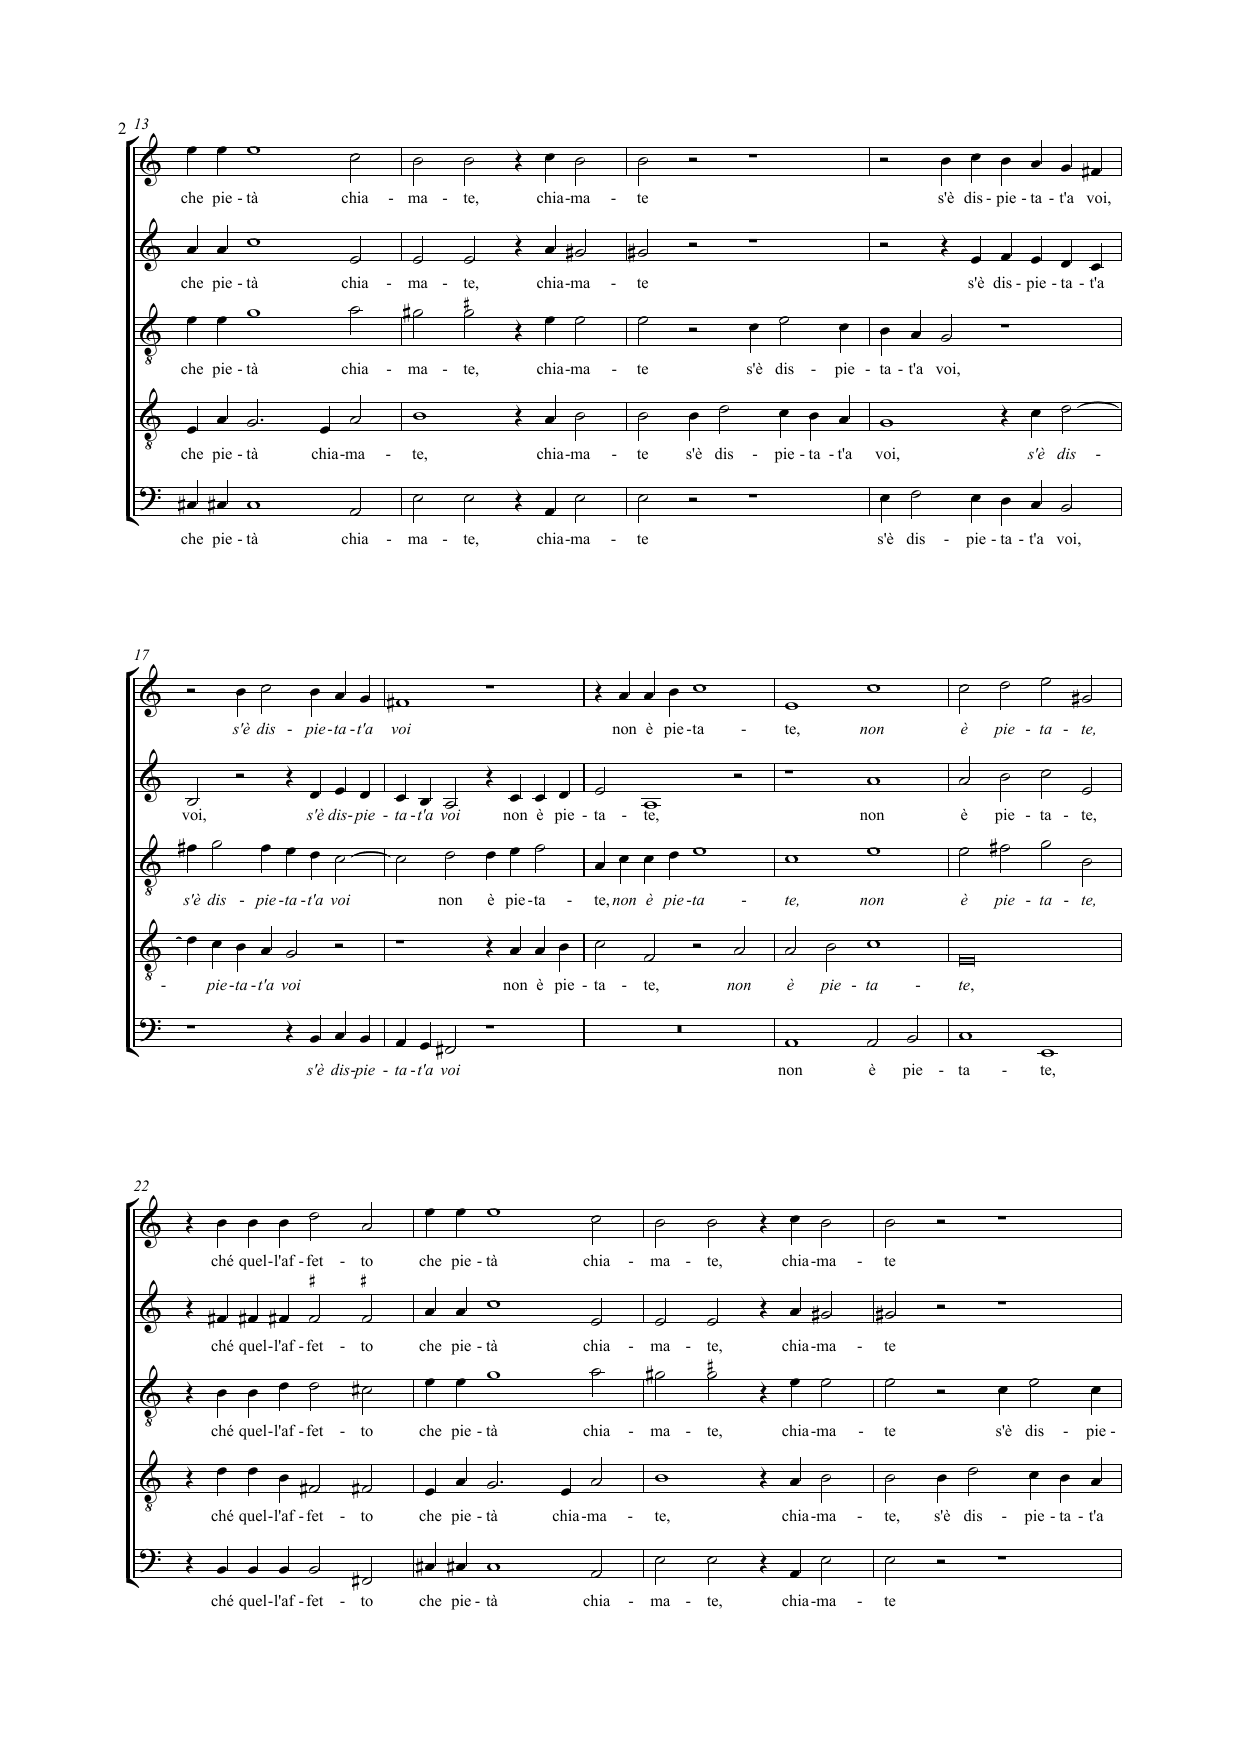 2 13
che pie - tà chia - ma - te, chia-ma - te s'è dis - pie - ta - t'a voi,
che pie - tà chia - ma - te, chia-ma - te s'è dis - pie - ta - t'a
8
che pie - tà chia - ma - te, chia-ma - te s'è dis - pie - ta - t'a voi,
8
che pie - tà chia-ma - te, chia-ma - te s'è dis - pie - ta - t'a voi, s'è dis -
che pie - tà chia - ma - te, chia-ma - te s'è dis - pie - ta - t'a voi,
17
s'è dis - pie-ta-t'a voi non è pie-ta - te, non è pie - ta - te,
voi, s'è dis-pie - ta-t'a voi non è pie - ta - te, non è pie - ta - te,
8
s'è dis - pie-ta-t'a voi non è pie-ta - te, non è pie-ta - te, non è pie - ta - te,
8
- pie-ta-t'a voi non è pie - ta - te, non è pie - ta - te,
s'è dis-pie - ta-t'a voi non è pie - ta - te,
22
ché quel-l'af-fet - to che pie - tà chia - ma - te, chia-ma - te
ché quel-l'af-fet - to che pie - tà chia - ma - te, chia-ma - te
8
ché quel-l'af-fet - to che pie - tà chia - ma - te, chia-ma - te s'è dis - pie -
8
ché quel-l'af-fet - to che pie - tà chia-ma - te, chia-ma - te, s'è dis - pie - ta - t'a
ché quel-l'af-fet - to che pie - tà chia - ma - te, chia-ma - te